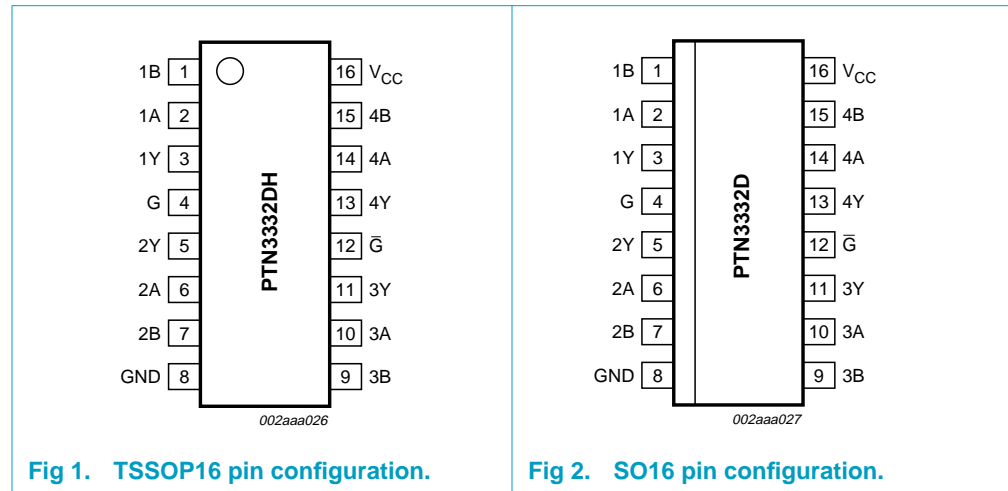 1B 1 16 VCC
1A 2 15 4B
1Y 3 14 4A
G 4 13 4Y
2Y 5 12 G̅
2A 6 11 3Y
2B 7 10 3A
GND 8 9 3B
PTN3332DH
002aaa026
Fig 1. TSSOP16 pin configuration.
1B 1 16 VCC
1A 2 15 4B
1Y 3 14 4A
G 4 13 4Y
2Y 5 12 G̅
2A 6 11 3Y
2B 7 10 3A
GND 8 9 3B
PTN3332D
002aaa027
Fig 2. SO16 pin configuration.